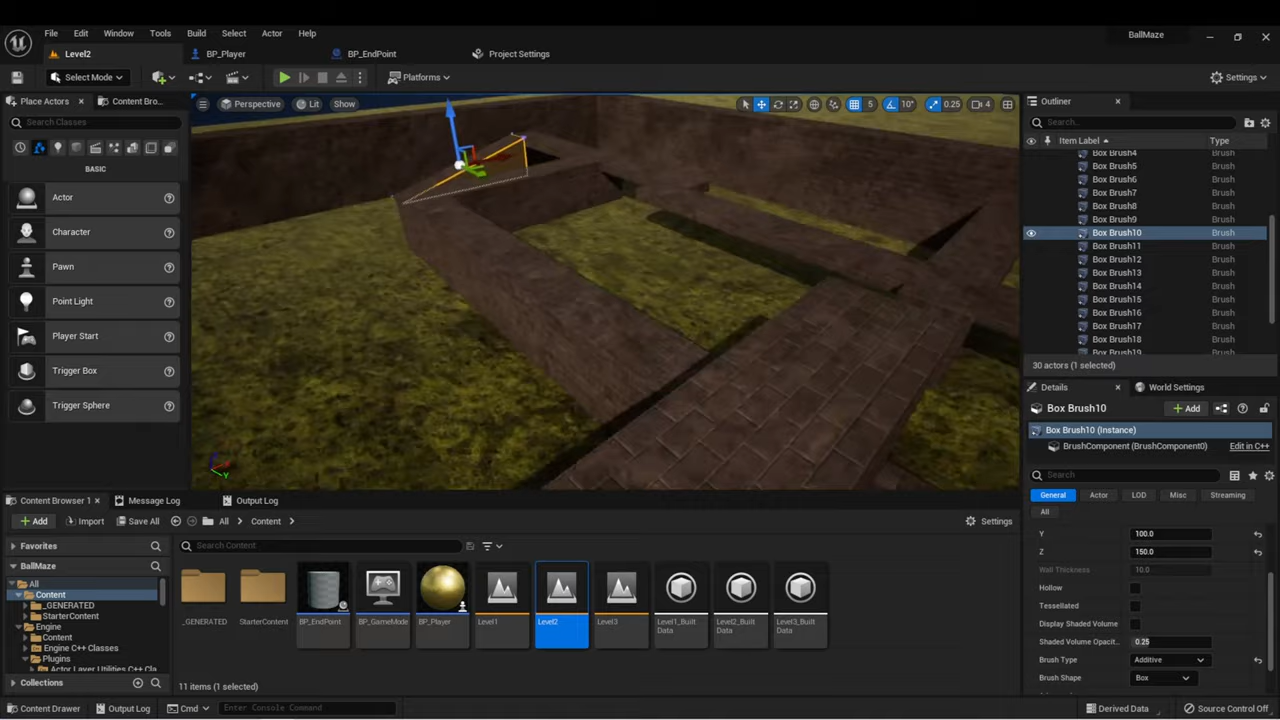 File Edit Window Tools Build Select Actor Help
BallMaze
Level2 BP_Player BP_EndPoint Project Settings
Select Mode Platforms Settings
Place Actors Content Bro...
Search Classes
BASIC
Actor
Character
Pawn
Point Light
Player Start
Trigger Box
Trigger Sphere
Perspective Lit Show
5 10° 0.25 4
Outliner
Search...
Item Label Type
Box Brush4 Brush
Box Brush5 Brush
Box Brush6 Brush
Box Brush7 Brush
Box Brush8 Brush
Box Brush9 Brush
Box Brush10 Brush
Box Brush11 Brush
Box Brush12 Brush
Box Brush13 Brush
Box Brush14 Brush
Box Brush15 Brush
Box Brush16 Brush
Box Brush17 Brush
Box Brush18 Brush
Box Brush19 Brush
30 actors (1 selected)
Details World Settings
Box Brush10 Add
Box Brush10 (Instance)
BrushComponent (BrushComponent0) Edit in C++
Search
General Actor LOD Misc Streaming
All
Y 100.0
Z 150.0
Wall Thickness 10.0
Hollow
Tessellated
Display Shaded Volume
Shaded Volume Opacit... 0.25
Brush Type Additive
Brush Shape Box
Content Browser 1 Message Log Output Log
Add Import Save All All Content Settings
Favorites
BallMaze
All
Content
_GENERATED
StarterContent
Engine
Content
Engine C++ Classes
Plugins
Actor Layer Utilities C++ Cla
Collections
Search Content
_GENERATED
StarterContent
BP_EndPoint
BP_GameMode
BP_Player
Level1
Level2
Level3
Level1_Built
Data
Level2_Built
Data
Level3_Built
Data
11 items (1 selected)
Content Drawer Output Log Cmd Enter Console Command Derived Data Source Control Off
X
Y